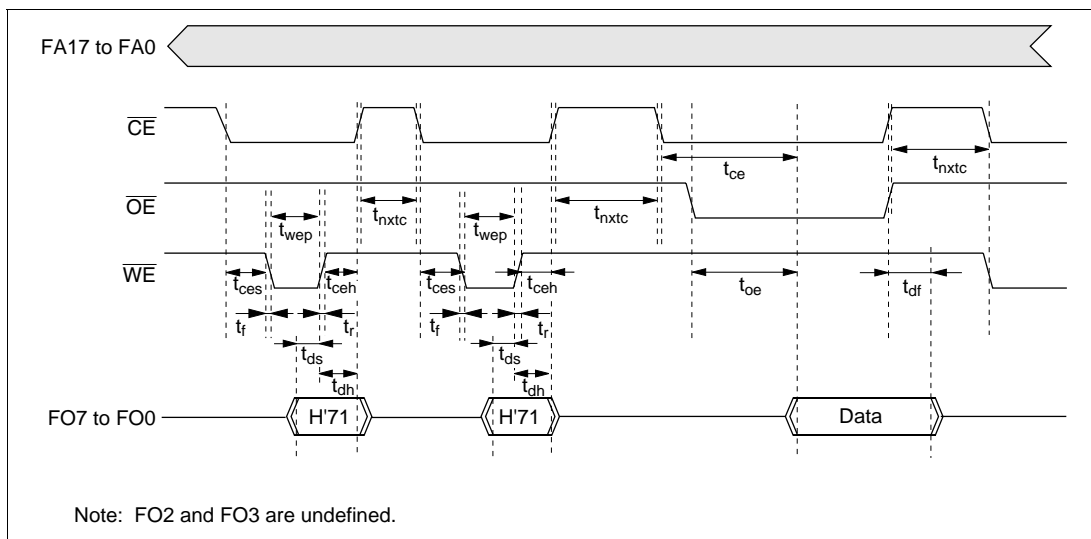 FA17 to FA0
CE
t_ce
t_nxtc
OE
t_wep
t_nxtc
t_wep
t_nxtc
WE
t_ces
t_ceh
t_ces
t_ceh
t_oe
t_df
t_f
t_r
t_f
t_r
t_ds
t_ds
t_dh
t_dh
FO7 to FO0
H'71
H'71
Data
Note: FO2 and FO3 are undefined.